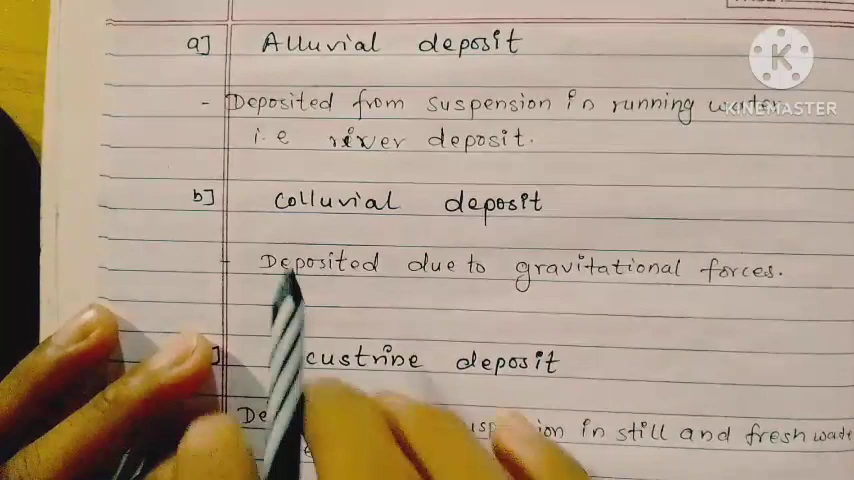 a] Alluvial deposit
- Deposited from suspension in running water
i.e river deposit.
b] Colluvial deposit
- Deposited due to gravitational forces.
] custrine deposit
De in still and fresh wate
K
KINEMASTER